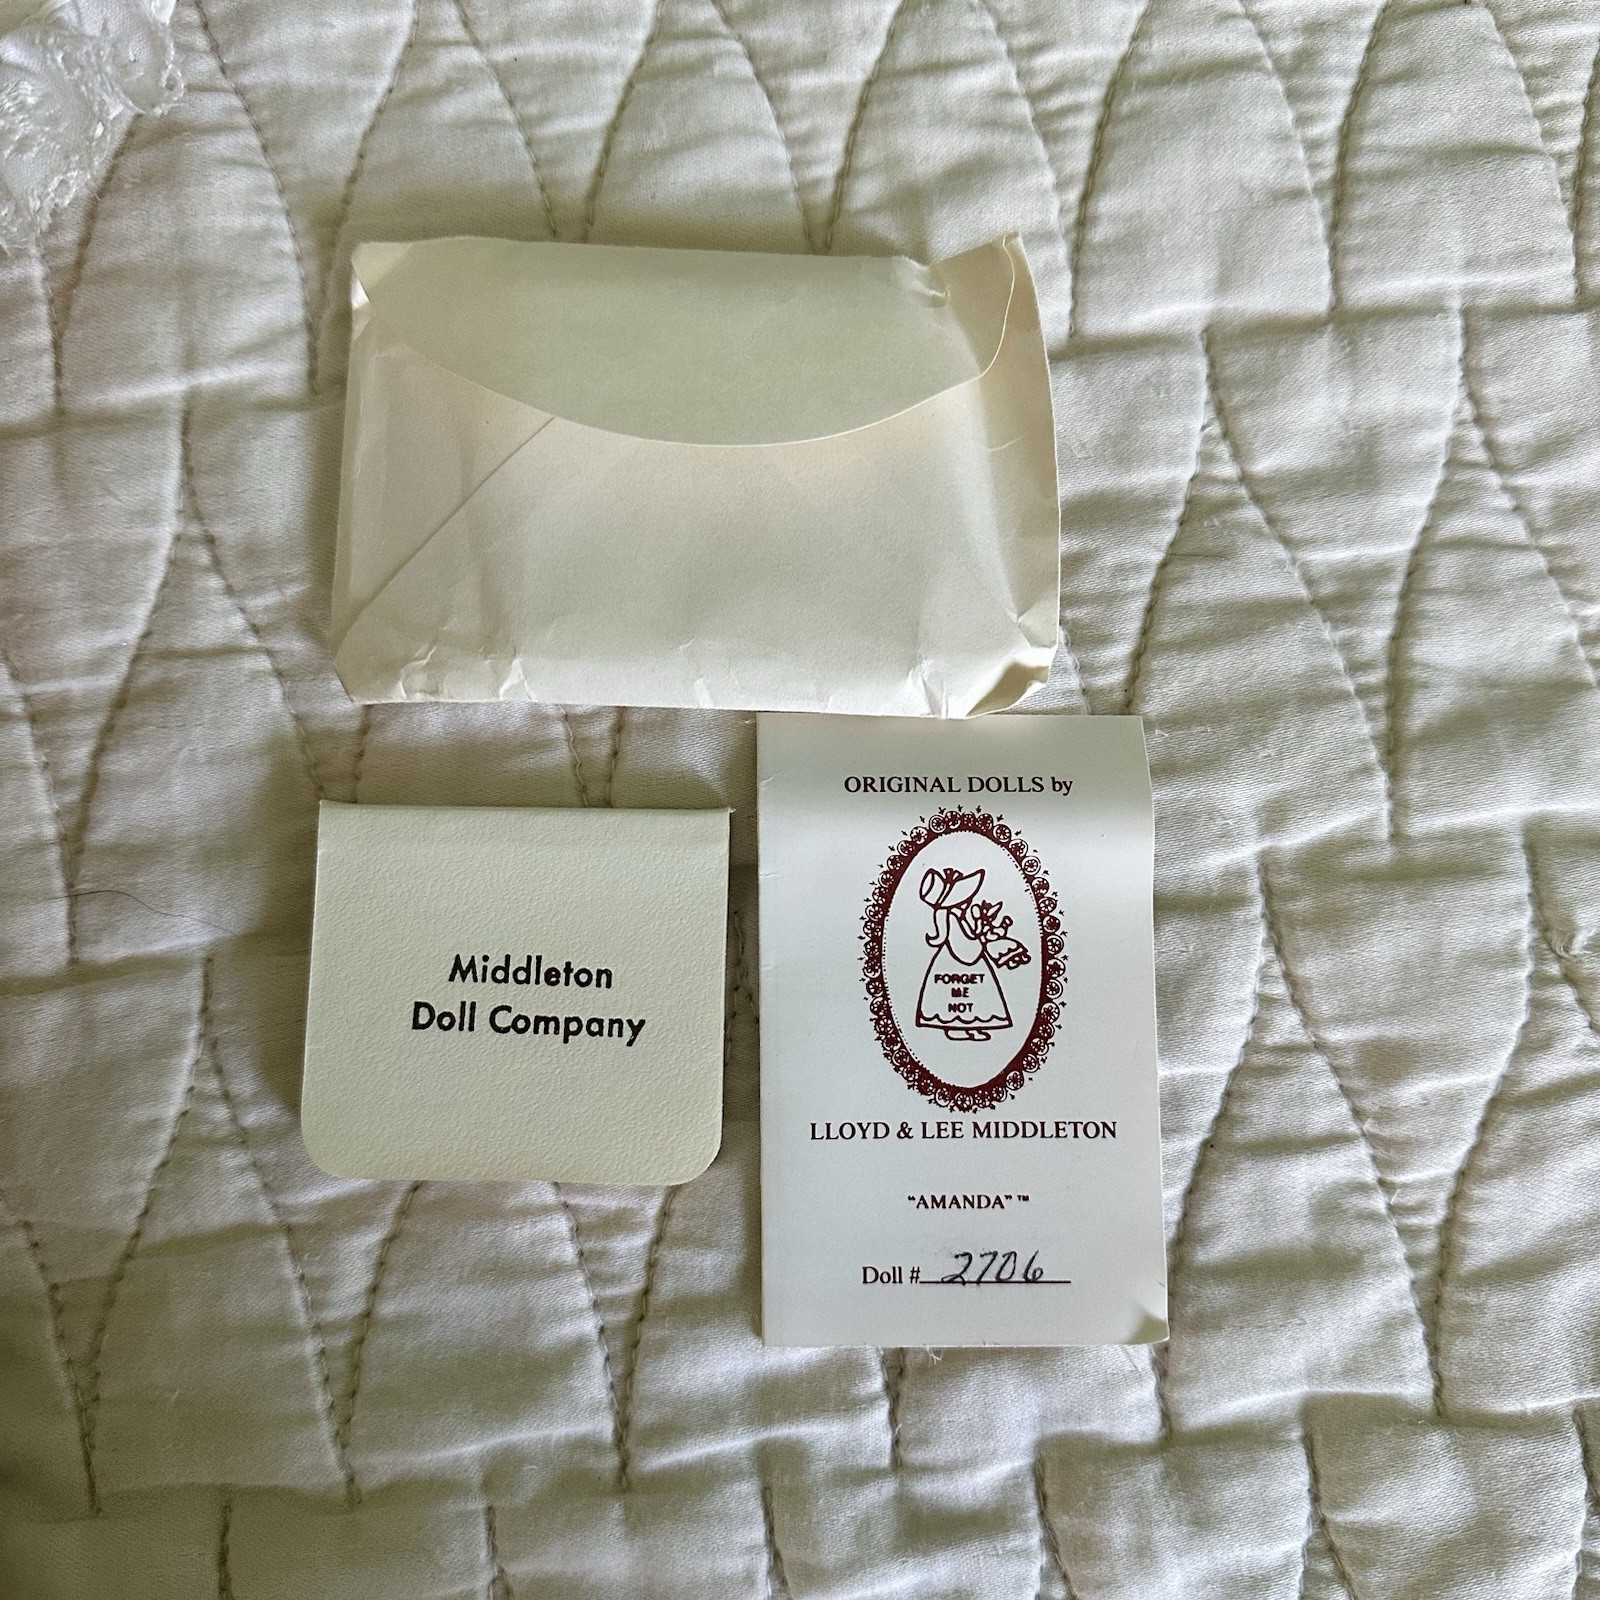 Middleton
Doll Company
ORIGINAL DOLLS by
FORGET
ME
NOT
LLOYD & LEE MIDDLETON
"AMANDA" ™
Doll # 2706